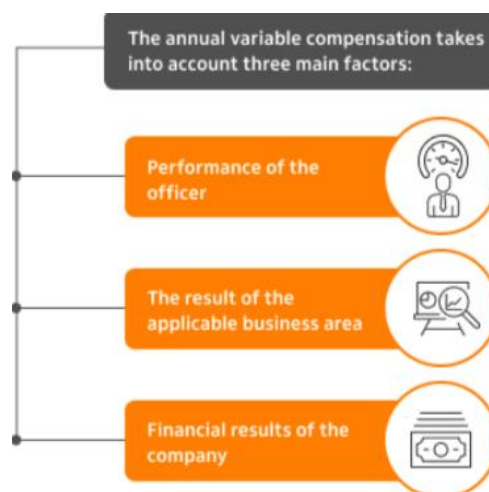 The annual variable compensation takes
into account three main factors:
Performance of the
officer
The result of the
applicable business area
Financial results of the
company